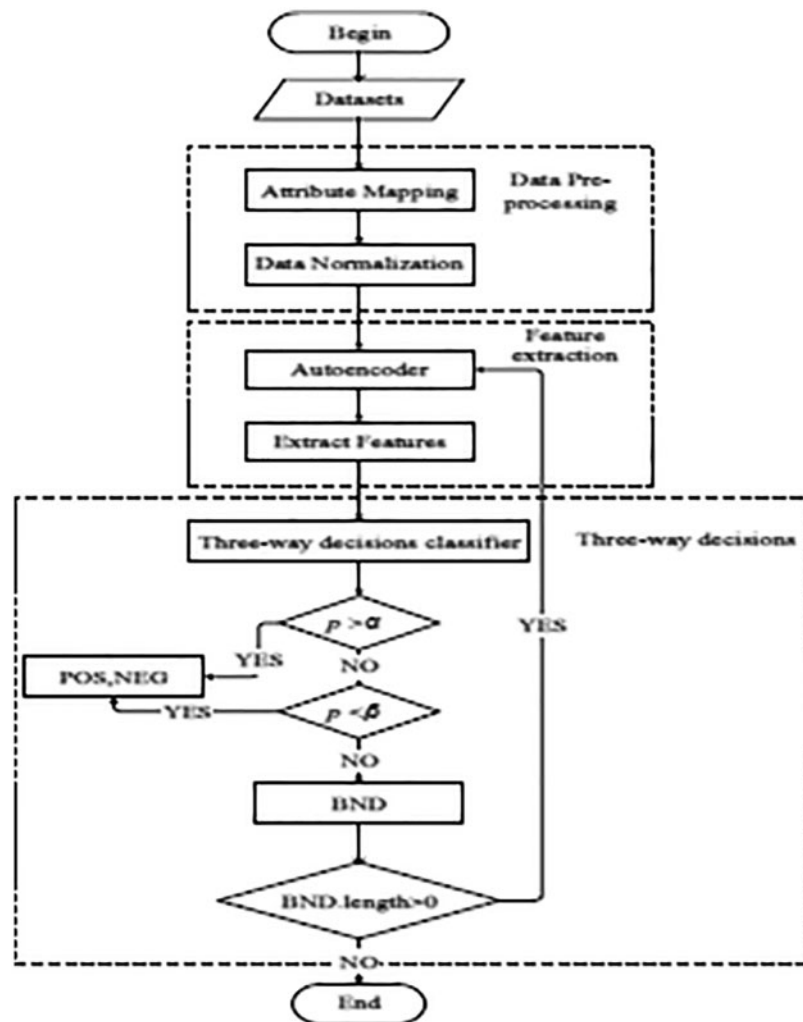 Begin
Datasets
Attribute Mapping
Data Pre-
processing
Data Normalization
Feature
extraction
Autoencoder
Extract Features
Three-way decisions classifier
Three-way decisions
p > α
YES
NO
YES
POS,NEG
p < β
YES
NO
BND
BND.length>0
NO
End